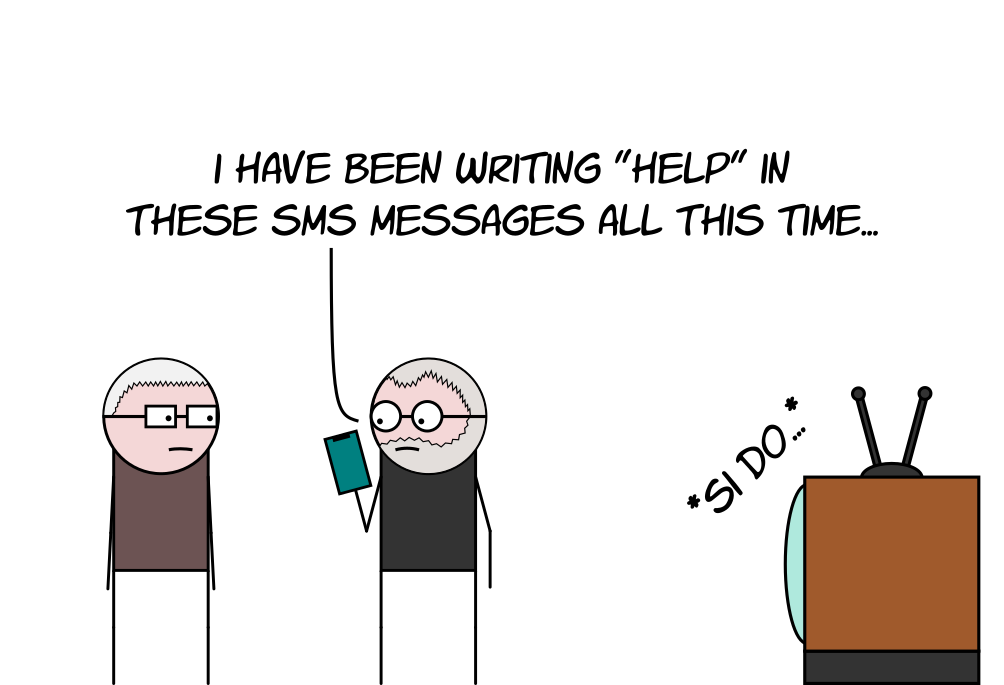 I HAVE BEEN WRITING "HELP" IN
THESE SMS MESSAGES ALL THIS TIME...
*SI DO...*